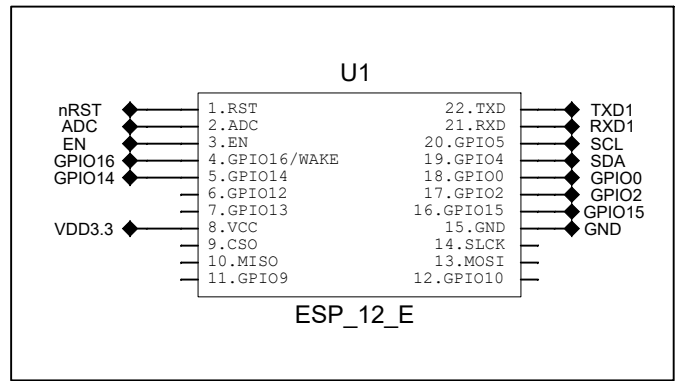 U1
nRST 1.RST 22.TXD TXD1
ADC 2.ADC 21.RXD RXD1
EN 3.EN 20.GPIO5 SCL
GPIO16 4.GPIO16/WAKE 19.GPIO4 SDA
GPIO14 5.GPIO14 18.GPIO0 GPIO0
6.GPIO12 17.GPIO2 GPIO2
7.GPIO13 16.GPIO15 GPIO15
VDD3.3 8.VCC 15.GND GND
9.CSO 14.SLCK
10.MISO 13.MOSI
11.GPIO9 12.GPIO10
ESP_12_E